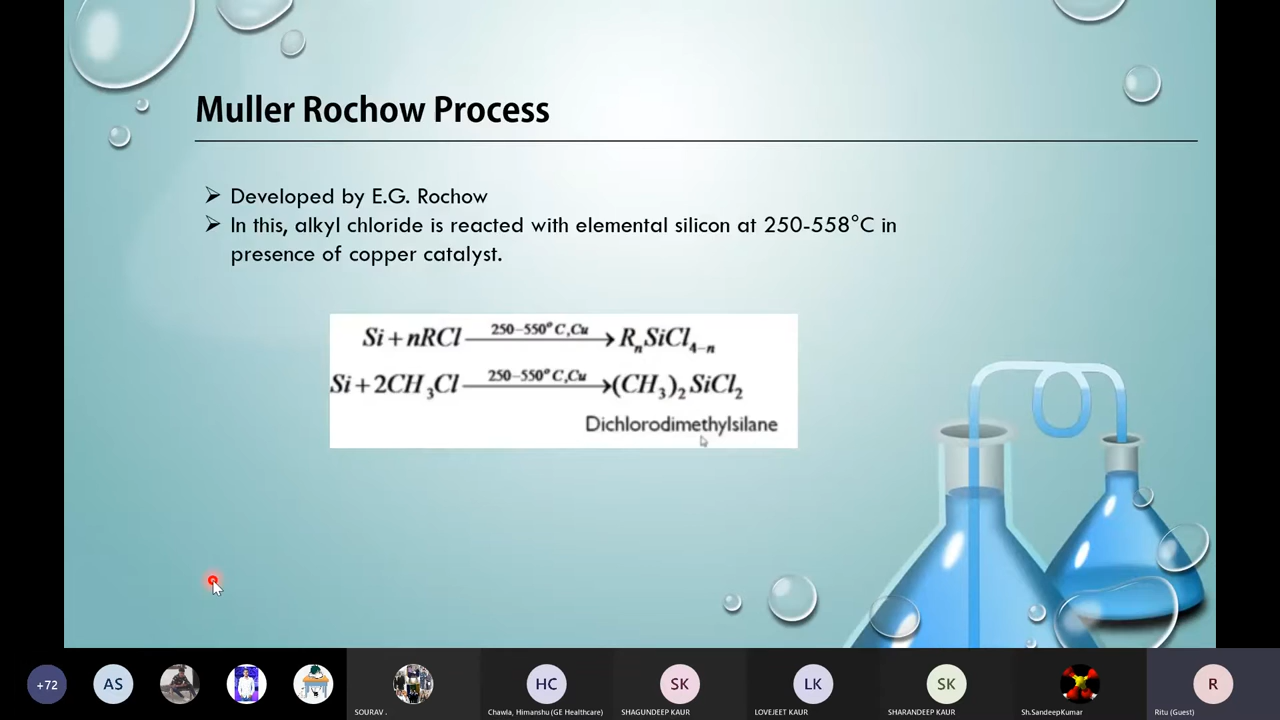 Muller Rochow Process
➢ Developed by E.G. Rochow
➢ In this, alkyl chloride is reacted with elemental silicon at 250-558°C in
presence of copper catalyst.
Si + nRCl 250–550° C,Cu → RₙSiCl₄₋ₙ
Si + 2CH₃Cl 250–550° C,Cu → (CH₃)₂ SiCl₂
Dichlorodimethylsilane
+72 AS HC SK LK SK R
SOURAV . Chawla, Himanshu (GE Healthcare) SHAGUNDEEP KAUR LOVEJEET KAUR SHARANDEEP KAUR Sh.SandeepKumar Ritu (Guest)